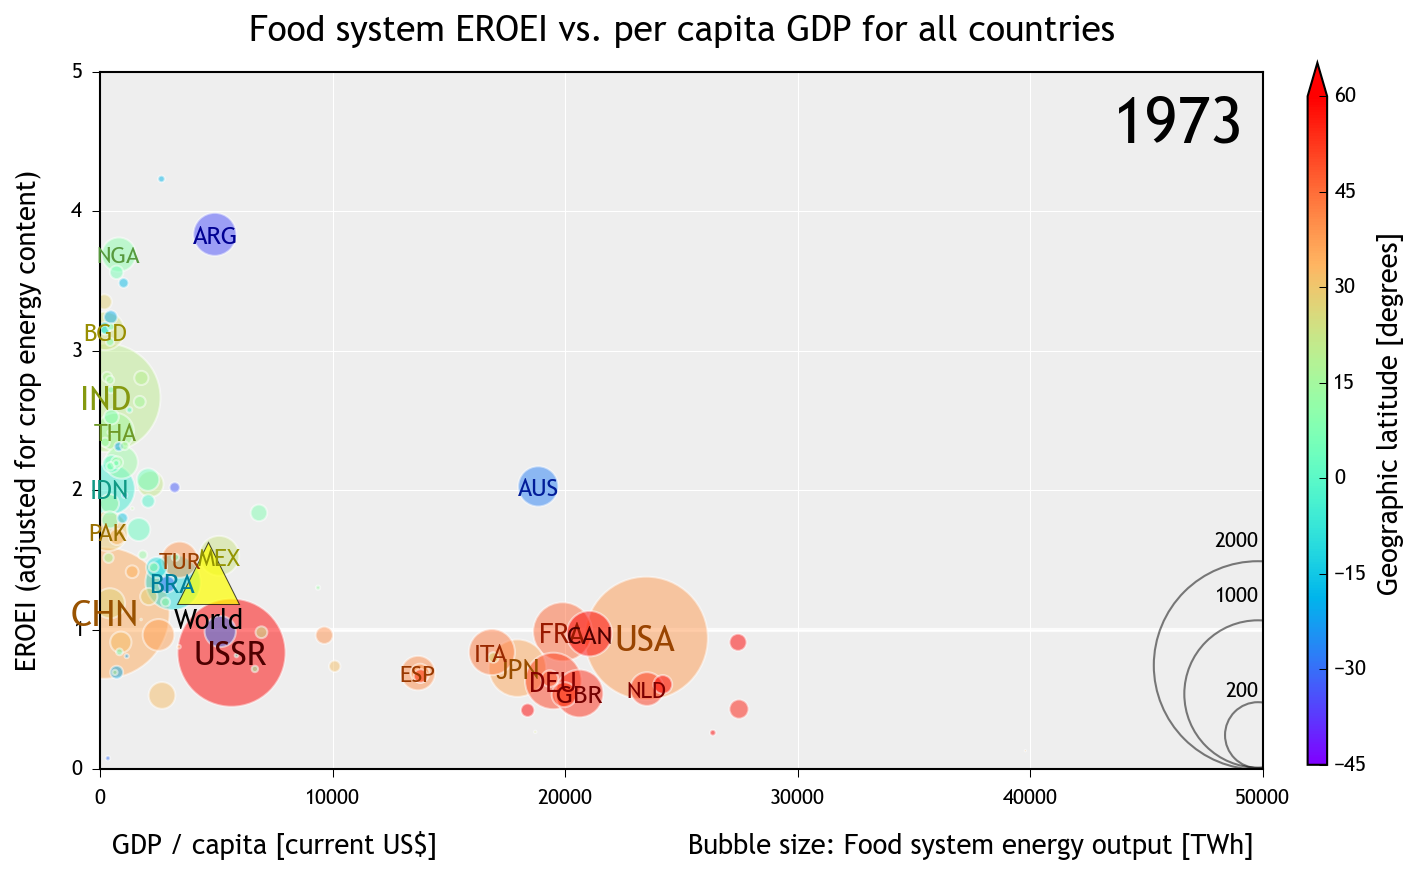 Food system EROEI vs. per capita GDP for all countries
1973
EROEI (adjusted for crop energy content)
5
4
3
2
1
0
ARG
NGA
BGD
IND
THA
IDN
AUS
PAK
TUR
MEX
BRA
CHN
World
USSR
FRA
CAN
USA
ITA
JPN
ESP
DEU
GBR
NLD
2000
1000
200
0
10000
20000
30000
40000
50000
GDP / capita [current US$]
Bubble size: Food system energy output [TWh]
60
45
30
15
0
−15
−30
−45
Geographic latitude [degrees]